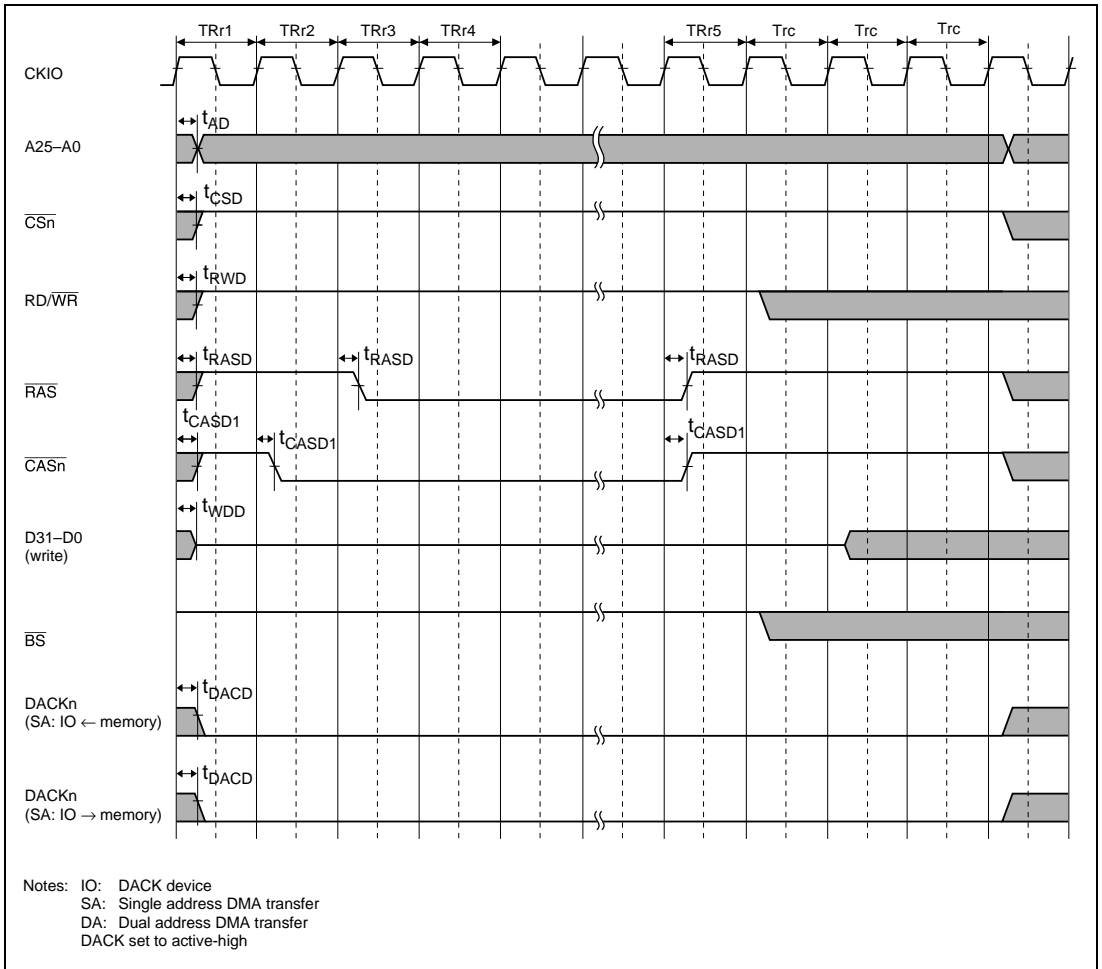 TRr1 TRr2 TRr3 TRr4 TRr5 Trc Trc Trc
CKIO
tAD
A25–A0
tCSD
CSn
tRWD
RD/WR
tRASD tRASD tRASD
RAS
tCASD1 tCASD1 tCASD1
CASn
tWDD
D31–D0
(write)
BS
tDACD
DACKn
(SA: IO ← memory)
tDACD
DACKn
(SA: IO → memory)
Notes: IO: DACK device
SA: Single address DMA transfer
DA: Dual address DMA transfer
DACK set to active-high